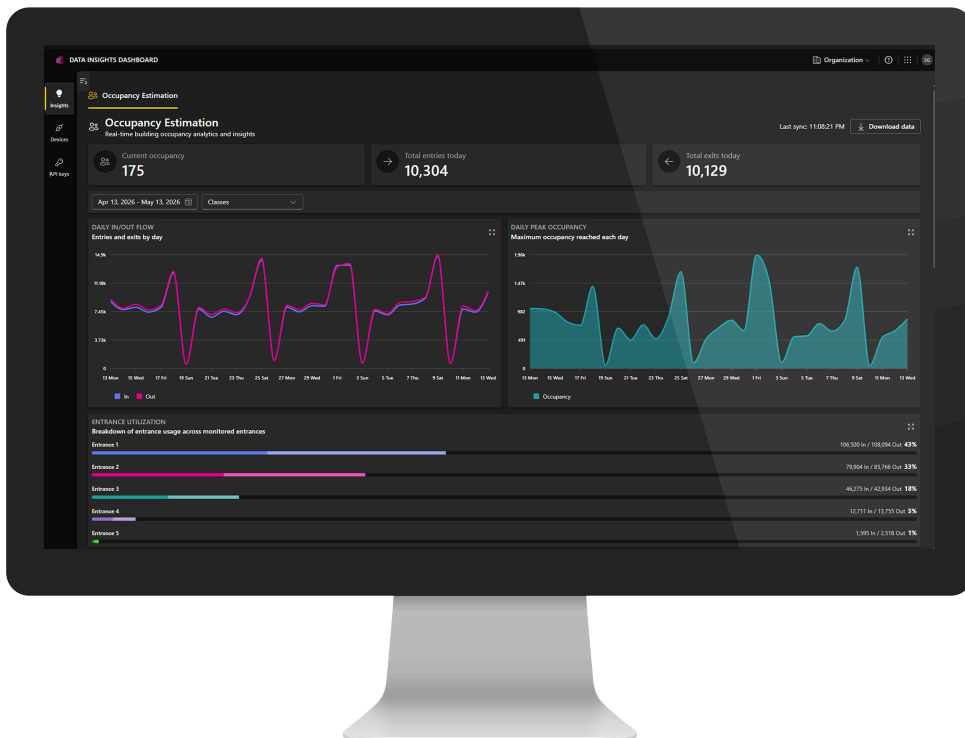 DATA INSIGHTS DASHBOARD
Organization
SG
Insights
Devices
API keys
Occupancy Estimation
Occupancy Estimation
Real-time building occupancy analytics and insights
Last sync: 11:08:21 PM
Download data
Current occupancy
175
Total entries today
10,304
Total exits today
10,129
Apr 13, 2026 - May 13, 2026
Classes
DAILY IN/OUT FLOW
Entries and exits by day
14.9k
11.18k
7.45k
3.73k
0
13 Mon 15 Wed 17 Fri 19 Sun 21 Tue 23 Thu 25 Sat 27 Mon 29 Wed 1 Fri 3 Sun 5 Tue 7 Thu 9 Sat 11 Mon 13 Wed
In Out
DAILY PEAK OCCUPANCY
Maximum occupancy reached each day
1.96k
1.47k
982
491
0
13 Mon 15 Wed 17 Fri 19 Sun 21 Tue 23 Thu 25 Sat 27 Mon 29 Wed 1 Fri 3 Sun 5 Tue 7 Thu 9 Sat 11 Mon 13 Wed
Occupancy
ENTRANCE UTILIZATION
Breakdown of entrance usage across monitored entrances
Entrance 1 106,500 In / 108,094 Out 43%
Entrance 2 79,904 In / 85,766 Out 33%
Entrance 3 46,275 In / 42,934 Out 18%
Entrance 4 12,711 In / 13,755 Out 5%
Entrance 5 1,595 In / 2,518 Out 1%